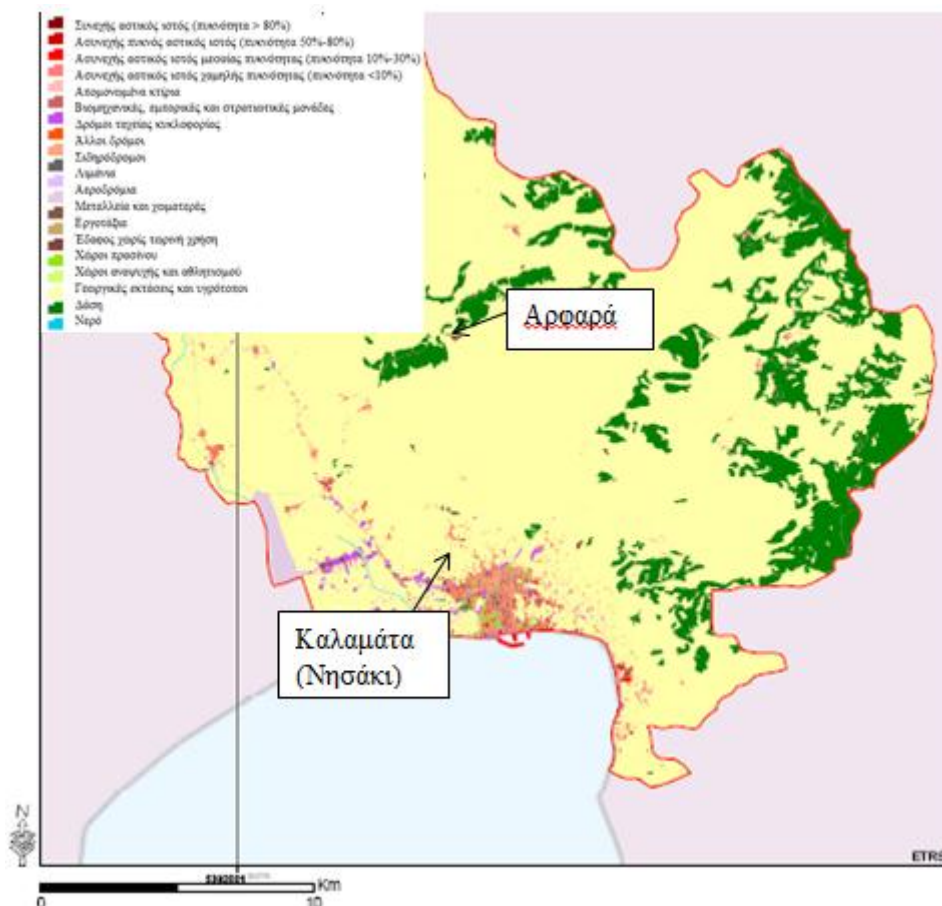 Συνεχής αστικός ιστός (πυκνότητα > 80%)
Ασυνεχής πυκνός αστικός ιστός (πυκνότητα 50%-80%)
Ασυνεχής αστικός ιστός μεσαίας πυκνότητας (πυκνότητα 10%-30%)
Ασυνεχής αστικός ιστός χαμηλής πυκνότητας (πυκνότητα <10%)
Απομονωμένα κτίρια
Βιομηχανικές, εμπορικές και στρατιοτικές μονάδες
Δρόμοι ταχείας κυκλοφορίας
Άλλοι δρόμοι
Σιδηρόδρομοι
Λιμάνια
Αεροδρόμια
Μεταλλεία και χωματερές
Εργοτάξια
Έδαφος χωρίς τωρινή χρήση
Χώροι πρασίνου
Χώροι αναψυχής και αθλητισμού
Γεωργικές εκτάσεις και υγρότοποι
Δάση
Νερό
Αρφαρά
Καλαμάτα
(Νησάκι)
N
ETRS
Km
0 10